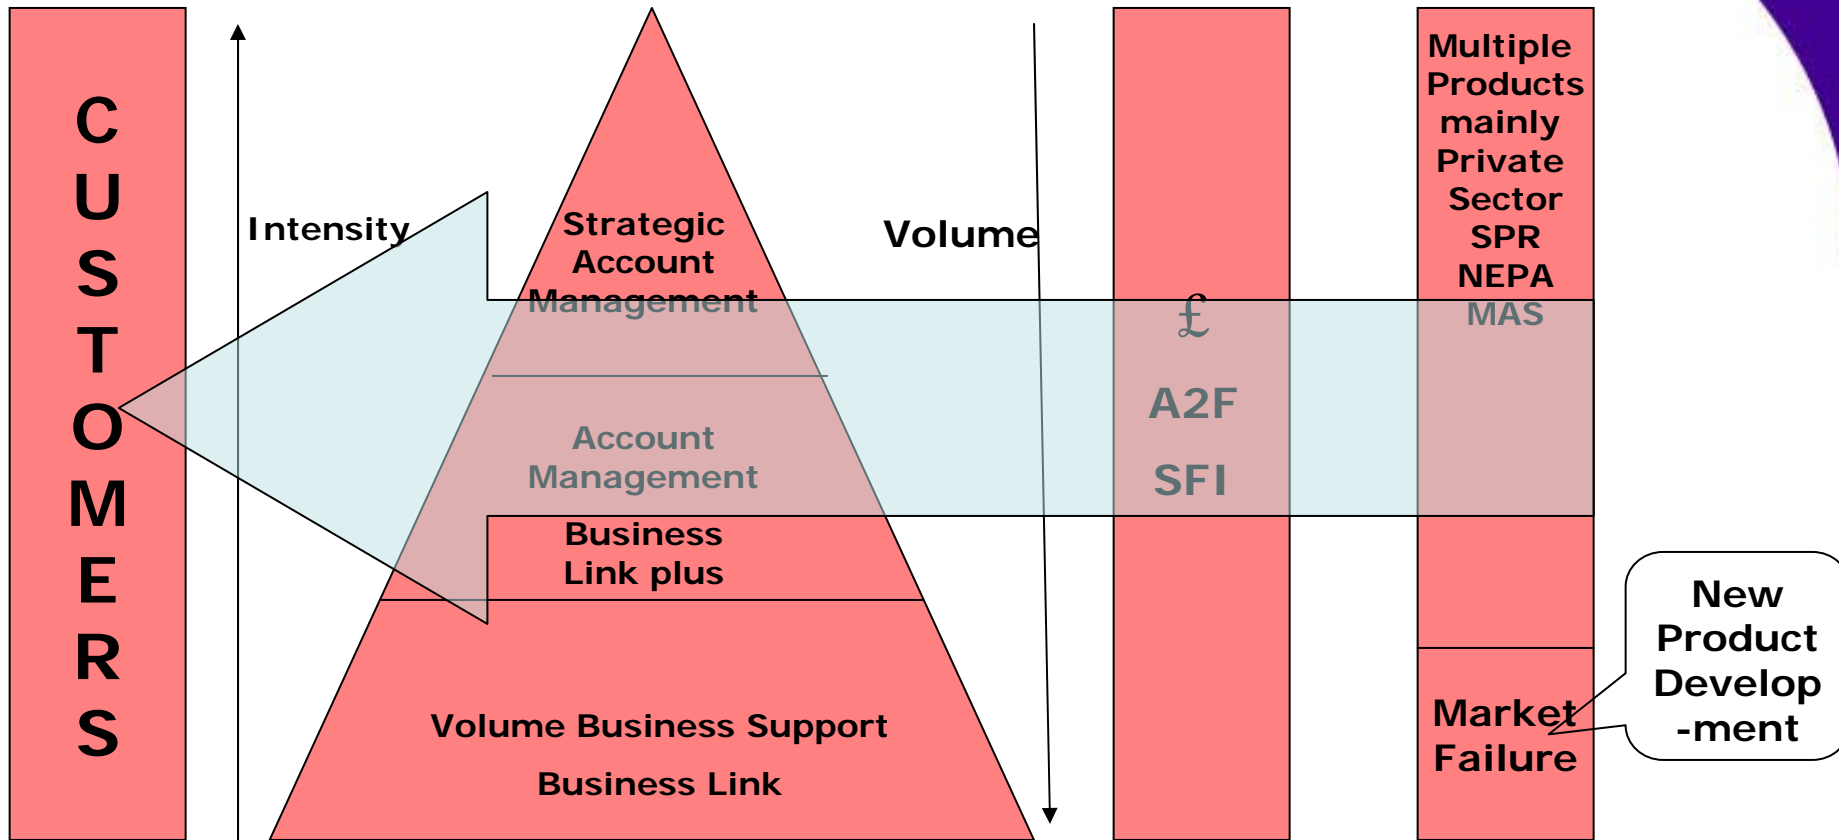 C
U
S
T
O
M
E
R
S
Intensity
Strategic
Account
Management
Account
Management
Business
Link plus
Volume Business Support
Business Link
Volume
£
A2F
SFI
Multiple
Products
mainly
Private
Sector
SPR
NEPA
MAS
Market
Failure
New
Product
Develop
-ment